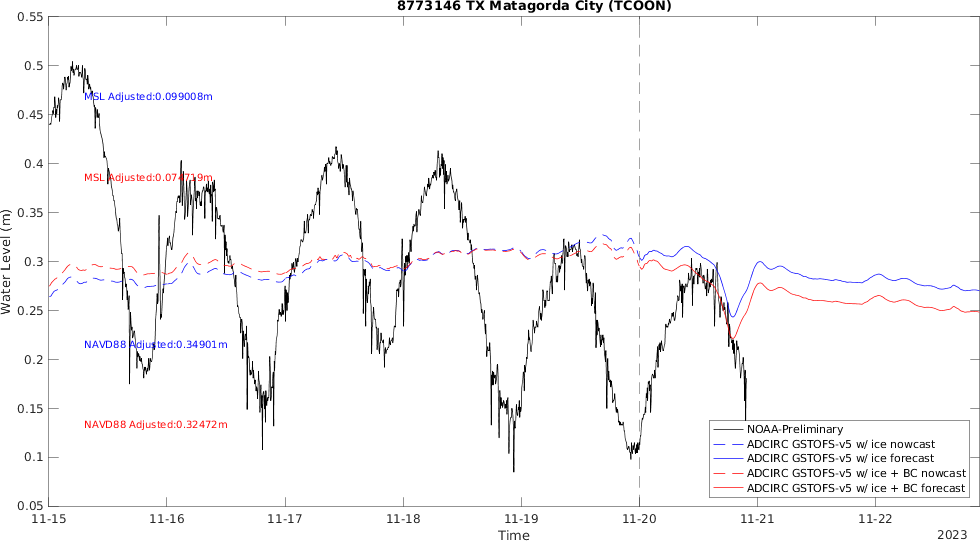 8773146 TX Matagorda City (TCOON)
0.55
0.5
0.45
0.4
0.35
0.3
0.25
0.2
0.15
0.1
0.05
Water Level (m)
MSL Adjusted:0.099008m
MSL Adjusted:0.074719m
NAVD88 Adjusted:0.34901m
NAVD88 Adjusted:0.32472m
NOAA-Preliminary
ADCIRC GSTOFS-v5 w/ ice nowcast
ADCIRC GSTOFS-v5 w/ ice forecast
ADCIRC GSTOFS-v5 w/ ice + BC nowcast
ADCIRC GSTOFS-v5 w/ ice + BC forecast
11-15 11-16 11-17 11-18 11-19 11-20 11-21 11-22
Time
2023